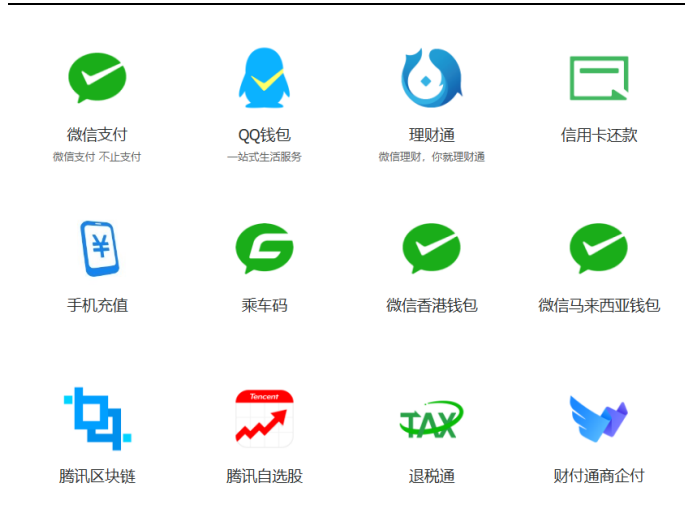 微信支付
微信支付 不止支付
QQ钱包
一站式生活服务
理财通
微信理财，你就理财通
信用卡还款
¥
手机充值
乘车码
微信香港钱包
微信马来西亚钱包
腾讯区块链
Tencent
腾讯自选股
TAX
退税通
财付通商企付